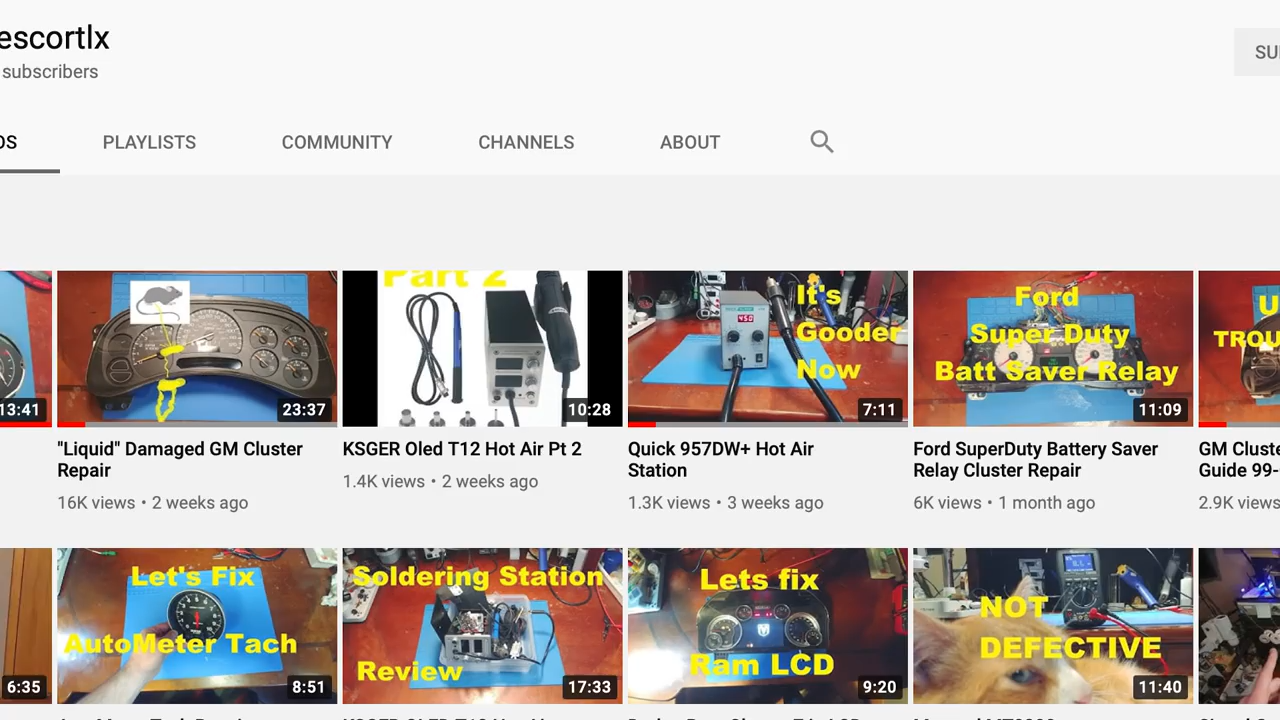 escortlx
subscribers
SU
OS
PLAYLISTS
COMMUNITY
CHANNELS
ABOUT
Part 2
It's
Gooder
Now
450
Ford
Super Duty
Batt Saver Relay
U
TROU
13:41
23:37
10:28
7:11
11:09
"Liquid" Damaged GM Cluster
Repair
16K views • 2 weeks ago
KSGER Oled T12 Hot Air Pt 2
1.4K views • 2 weeks ago
Quick 957DW+ Hot Air
Station
1.3K views • 3 weeks ago
Ford SuperDuty Battery Saver
Relay Cluster Repair
6K views • 1 month ago
GM Cluste
Guide 99-
2.9K views
Let's Fix
AutoMeter Tach
Soldering Station
Review
Lets fix
Ram LCD
NOT
DEFECTIVE
6:35
8:51
17:33
9:20
11:40